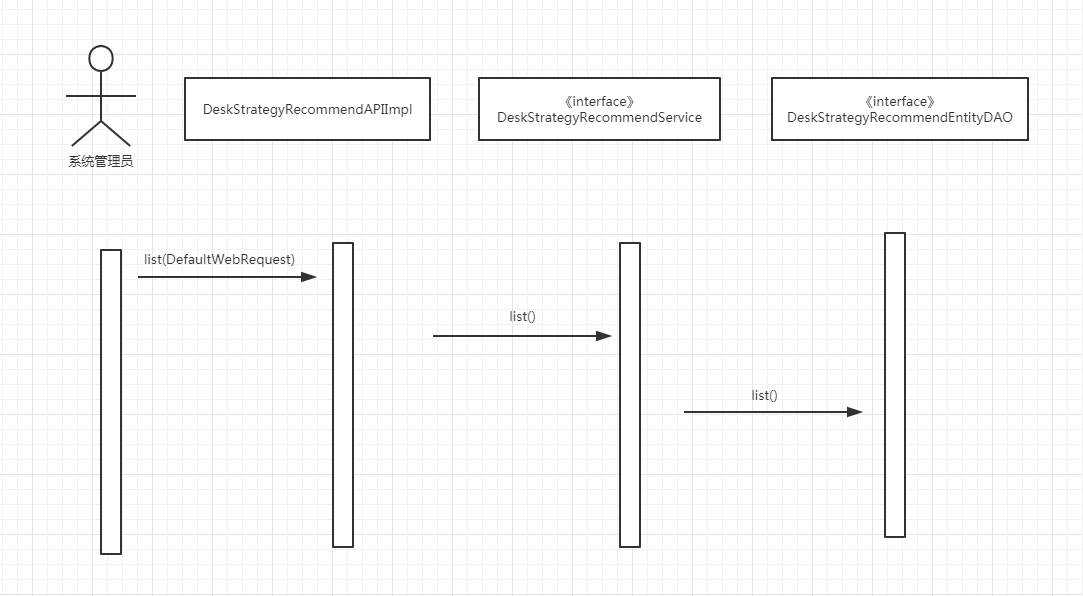 系统管理员
DeskStrategyRecommendAPIImpl
《interface》
DeskStrategyRecommendService
《interface》
DeskStrategyRecommendEntityDAO
list(DefaultWebRequest)
list()
list()